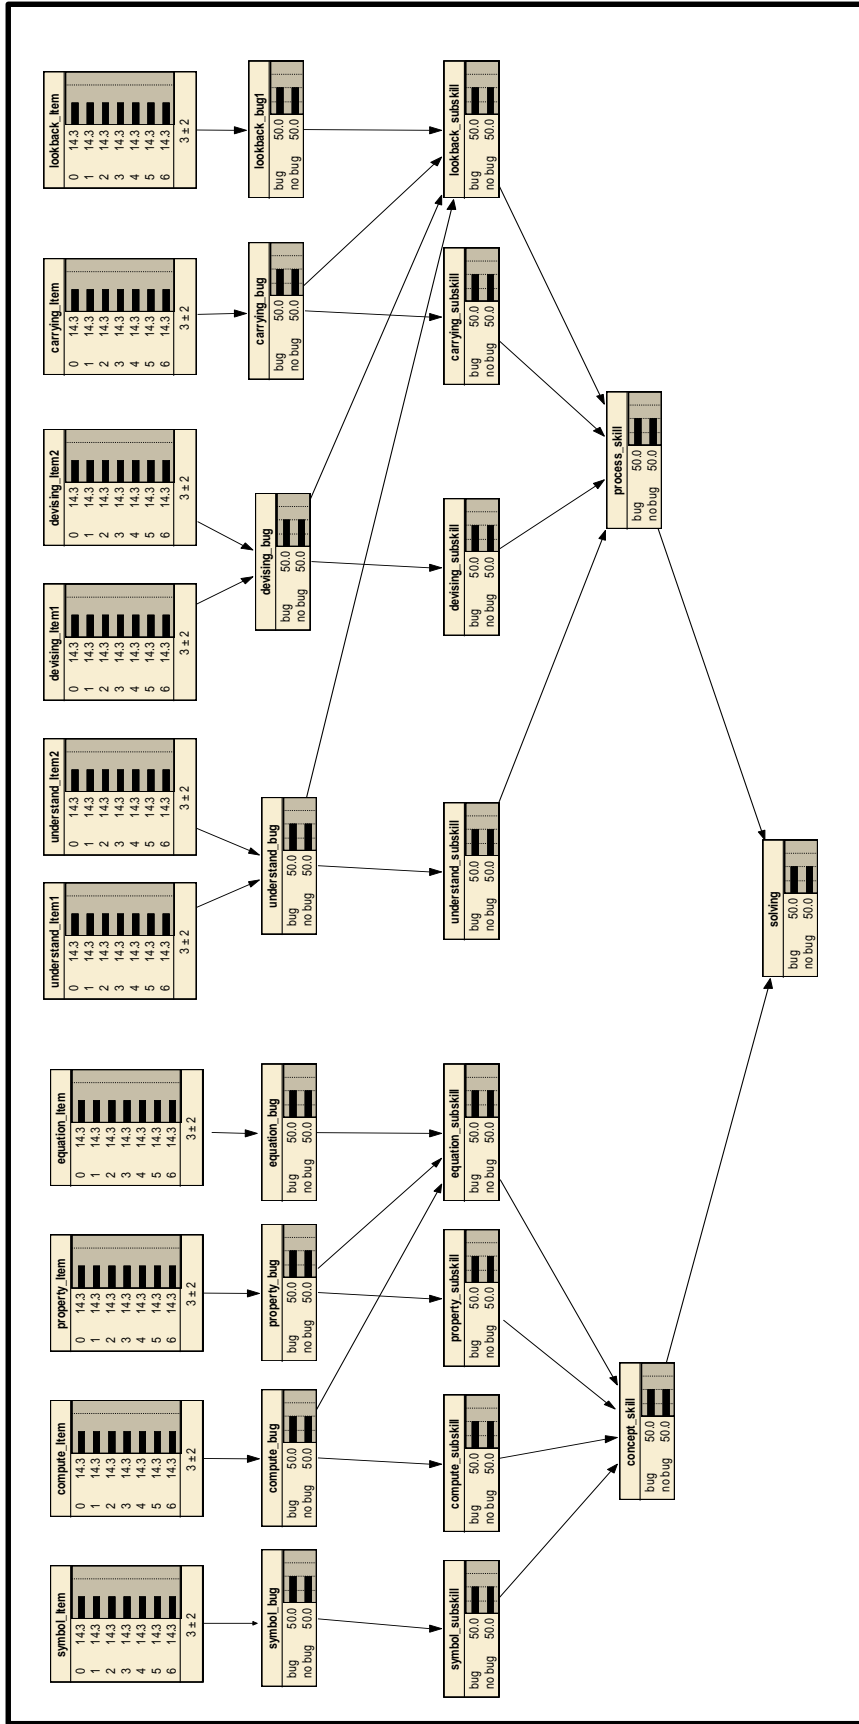 symbol_Item
0 14.3
1 14.3
2 14.3
3 14.3
4 14.3
5 14.3
6 14.3
3 ± 2
compute_Item
0 14.3
1 14.3
2 14.3
3 14.3
4 14.3
5 14.3
6 14.3
3 ± 2
property_Item
0 14.3
1 14.3
2 14.3
3 14.3
4 14.3
5 14.3
6 14.3
3 ± 2
equation_Item
0 14.3
1 14.3
2 14.3
3 14.3
4 14.3
5 14.3
6 14.3
3 ± 2
understand_Item1
0 14.3
1 14.3
2 14.3
3 14.3
4 14.3
5 14.3
6 14.3
3 ± 2
understand_Item2
0 14.3
1 14.3
2 14.3
3 14.3
4 14.3
5 14.3
6 14.3
3 ± 2
devising_Item1
0 14.3
1 14.3
2 14.3
3 14.3
4 14.3
5 14.3
6 14.3
3 ± 2
devising_Item2
0 14.3
1 14.3
2 14.3
3 14.3
4 14.3
5 14.3
6 14.3
3 ± 2
carrying_Item
0 14.3
1 14.3
2 14.3
3 14.3
4 14.3
5 14.3
6 14.3
3 ± 2
lookback_Item
0 14.3
1 14.3
2 14.3
3 14.3
4 14.3
5 14.3
6 14.3
3 ± 2
symbol_bug
bug 50.0
no bug 50.0
compute_bug
bug 50.0
no bug 50.0
property_bug
bug 50.0
no bug 50.0
equation_bug
bug 50.0
no bug 50.0
understand_bug
bug 50.0
no bug 50.0
devising_bug
bug 50.0
no bug 50.0
carrying_bug
bug 50.0
no bug 50.0
lookback_bug1
bug 50.0
no bug 50.0
symbol_subskill
bug 50.0
no bug 50.0
compute_subskill
bug 50.0
no bug 50.0
property_subskill
bug 50.0
no bug 50.0
equation_subskill
bug 50.0
no bug 50.0
understand_subskill
bug 50.0
no bug 50.0
devising_subskill
bug 50.0
no bug 50.0
carrying_subskill
bug 50.0
no bug 50.0
lookback_subskill
bug 50.0
no bug 50.0
concept_skill
bug 50.0
no bug 50.0
process_skill
bug 50.0
no bug 50.0
solving
bug 50.0
no bug 50.0